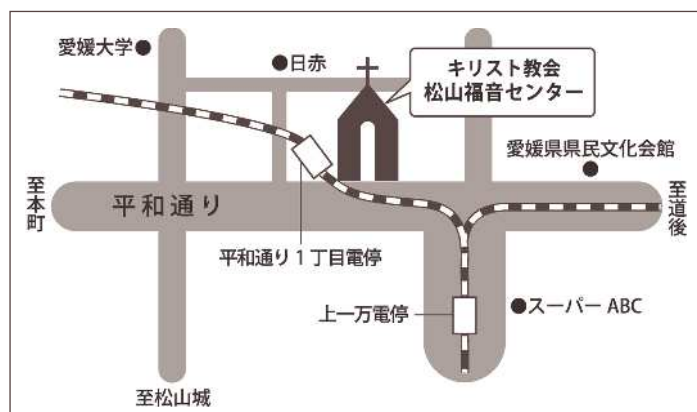 愛媛大学
日赤
キリスト教会
松山福音センター
愛媛県県民文化会館
至本町
平和通り
至道後
平和通り1丁目電停
上一万電停
スーパーABC
至松山城